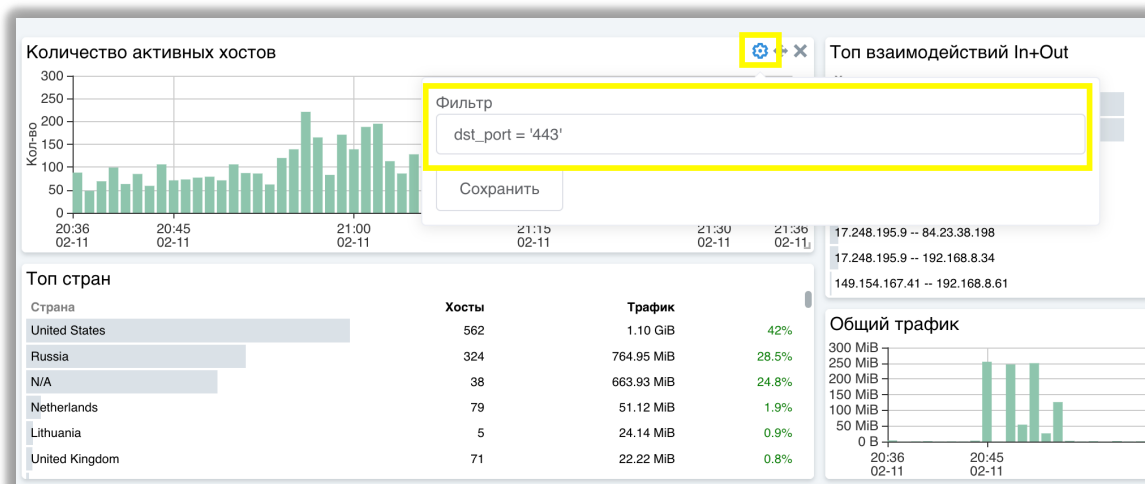 Количество активных хостов
Кол-во
300
250
200
150
100
50
0
20:36 20:45 21:00 21:15 21:30 21:36
02-11 02-11 02-11 02-11 02-11 02-11
Фильтр
dst_port = '443'
Сохранить
Топ взаимодействий In+Out
17.248.195.9 -- 84.23.38.198
17.248.195.9 -- 192.168.8.34
149.154.167.41 -- 192.168.8.61
Топ стран
Страна Хосты Трафик
United States 562 1.10 GiB 42%
Russia 324 764.95 MiB 28.5%
N/A 38 663.93 MiB 24.8%
Netherlands 79 51.12 MiB 1.9%
Lithuania 5 24.14 MiB 0.9%
United Kingdom 71 22.22 MiB 0.8%
Общий трафик
300 MiB
250 MiB
200 MiB
150 MiB
100 MiB
50 MiB
0 B
20:36 20:45
02-11 02-11